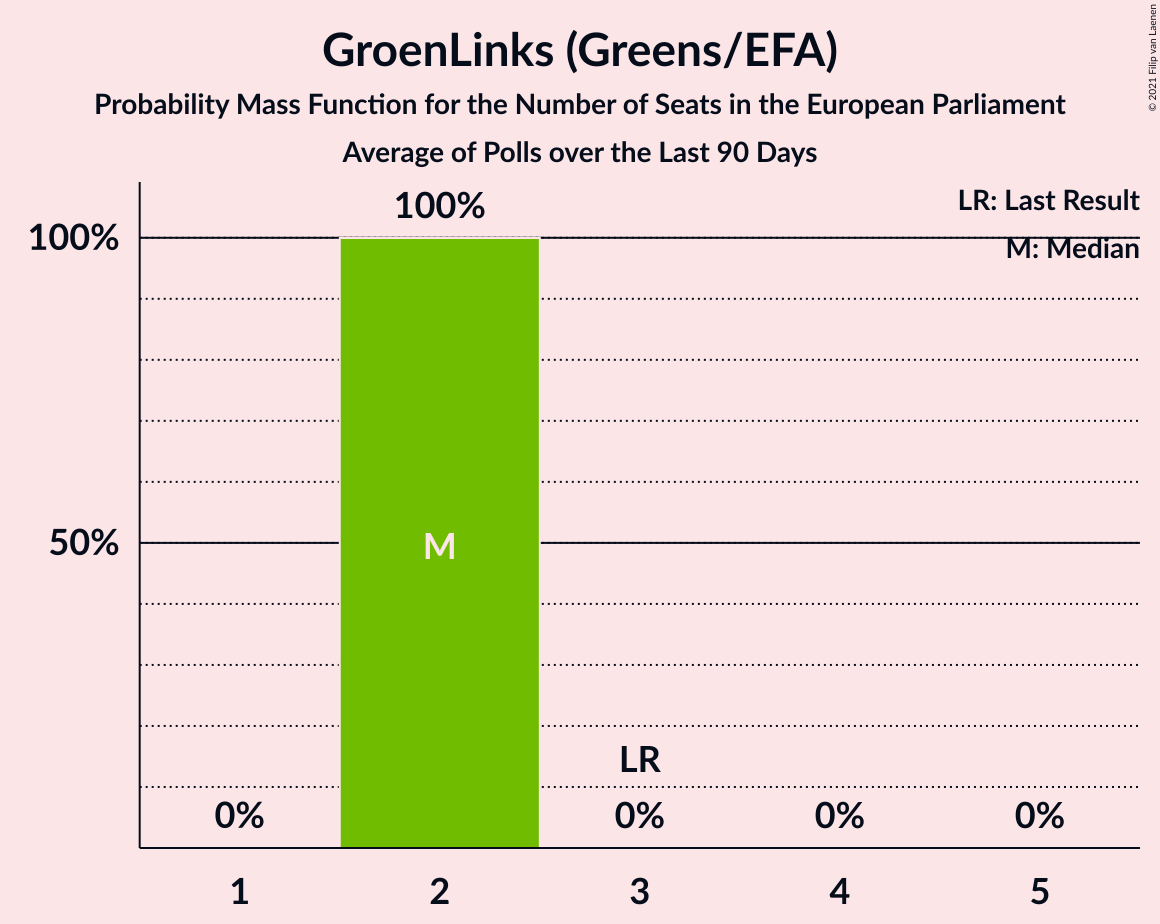 GroenLinks (Greens/EFA)
Probability Mass Function for the Number of Seats in the European Parliament
Average of Polls over the Last 90 Days
© 2021 Filip van Laenen
LR: Last Result
M: Median
100%
100%
50%
M
LR
0%
0%
0%
0%
1
2
3
4
5